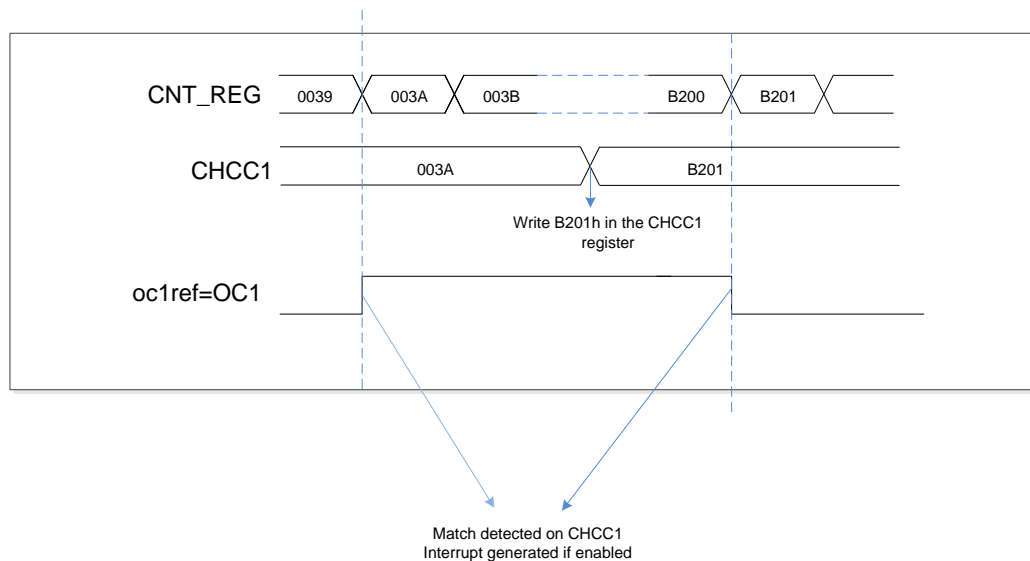 CNT_REG 0039 003A 003B B200 B201
CHCC1 003A B201
Write B201h in the CHCC1
register
oc1ref=OC1
Match detected on CHCC1
Interrupt generated if enabled